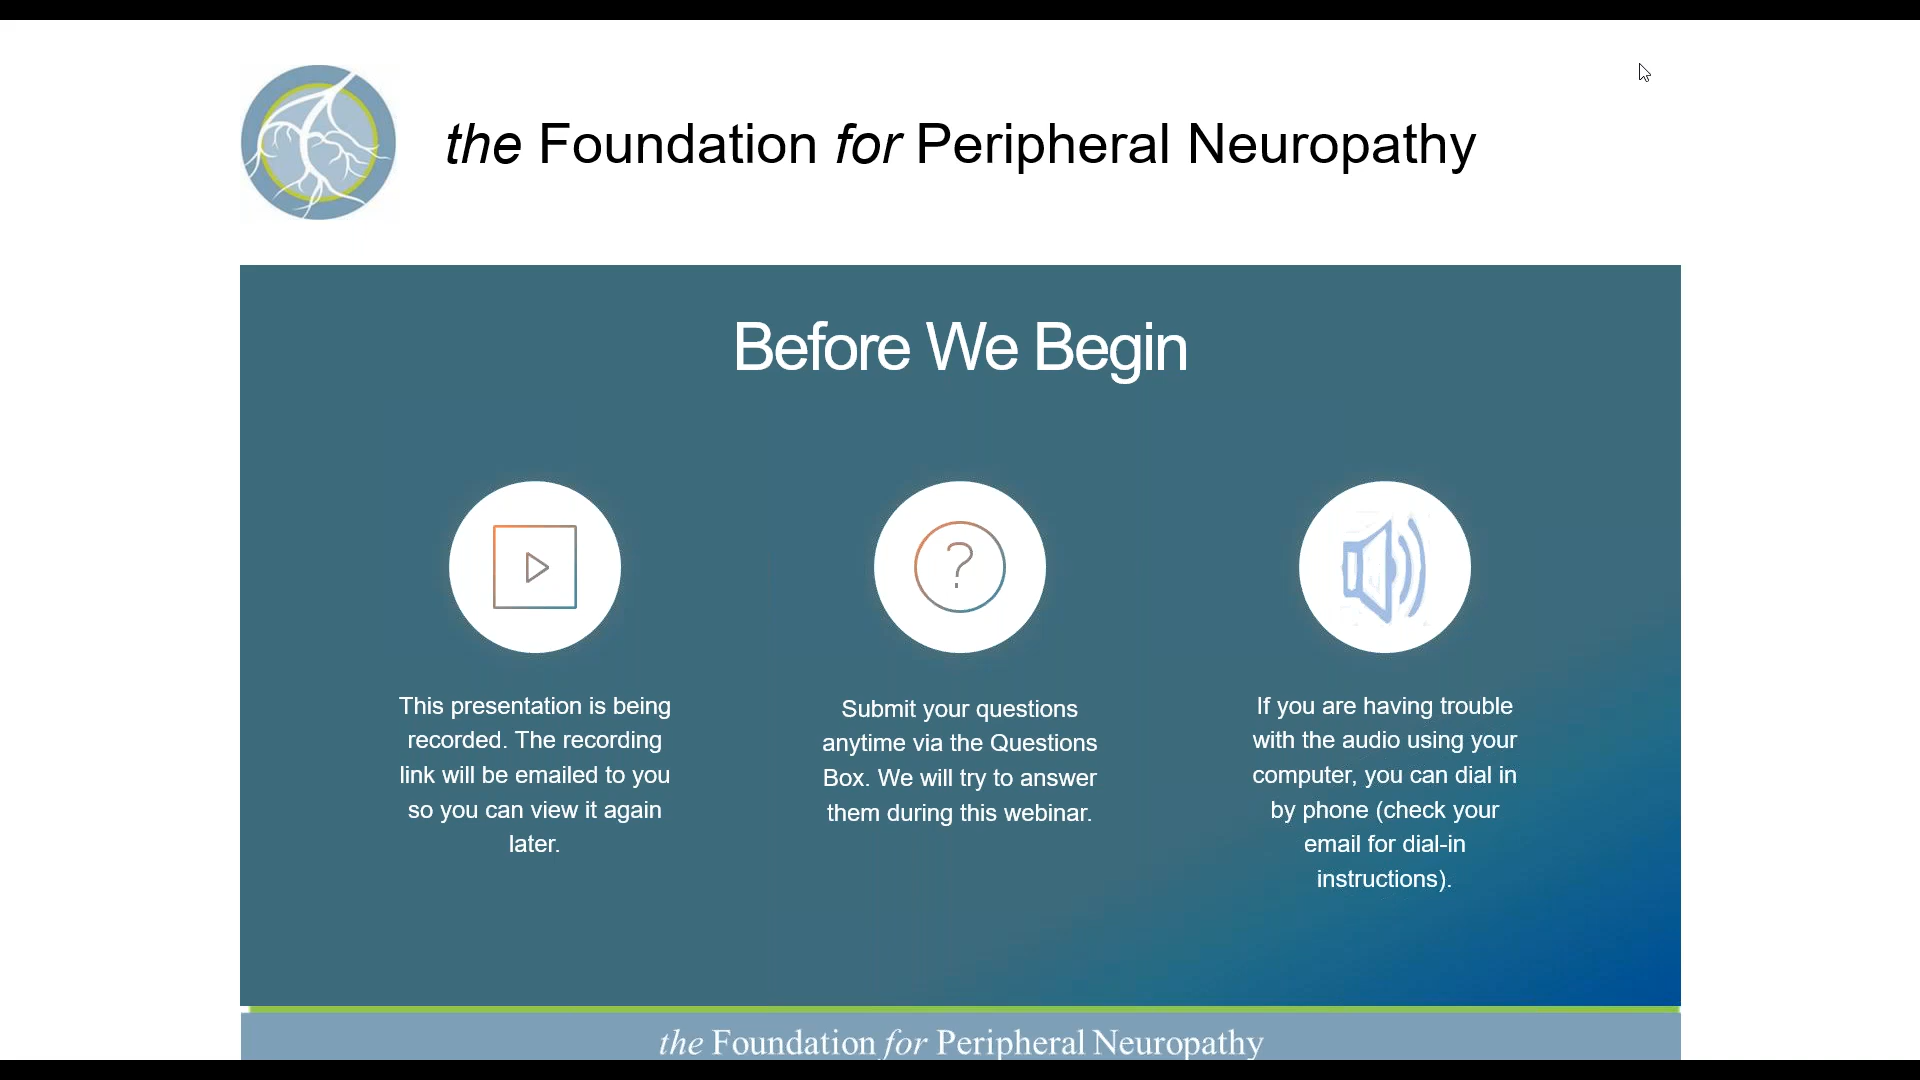 the Foundation for Peripheral Neuropathy
Before We Begin
This presentation is being
recorded. The recording
link will be emailed to you
so you can view it again
later.
Submit your questions
anytime via the Questions
Box. We will try to answer
them during this webinar.
If you are having trouble
with the audio using your
computer, you can dial in
by phone (check your
email for dial-in
instructions).
the Foundation for Peripheral Neuropathy